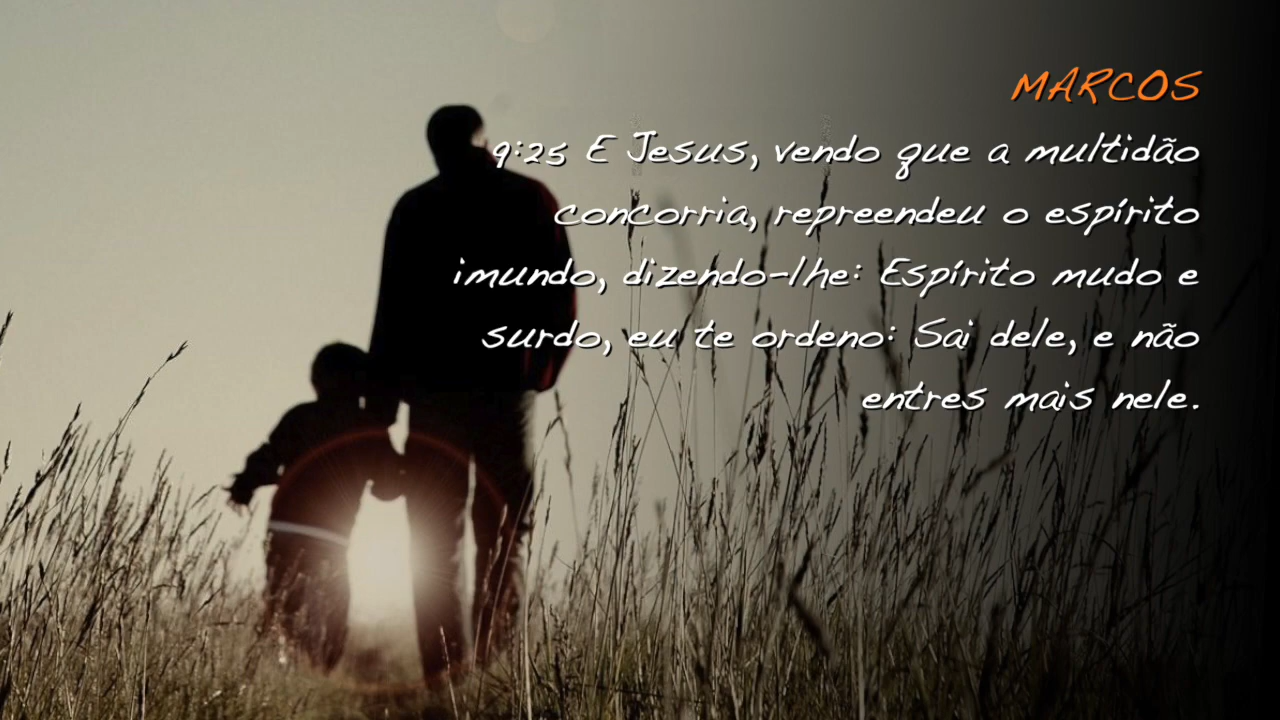 MARCOS
9:25 E Jesus, vendo que a multidão
concorria, repreendeu o espírito
imundo, dizendo-lhe: Espírito mudo e
surdo, eu te ordeno: Sai dele, e não
entres mais nele.